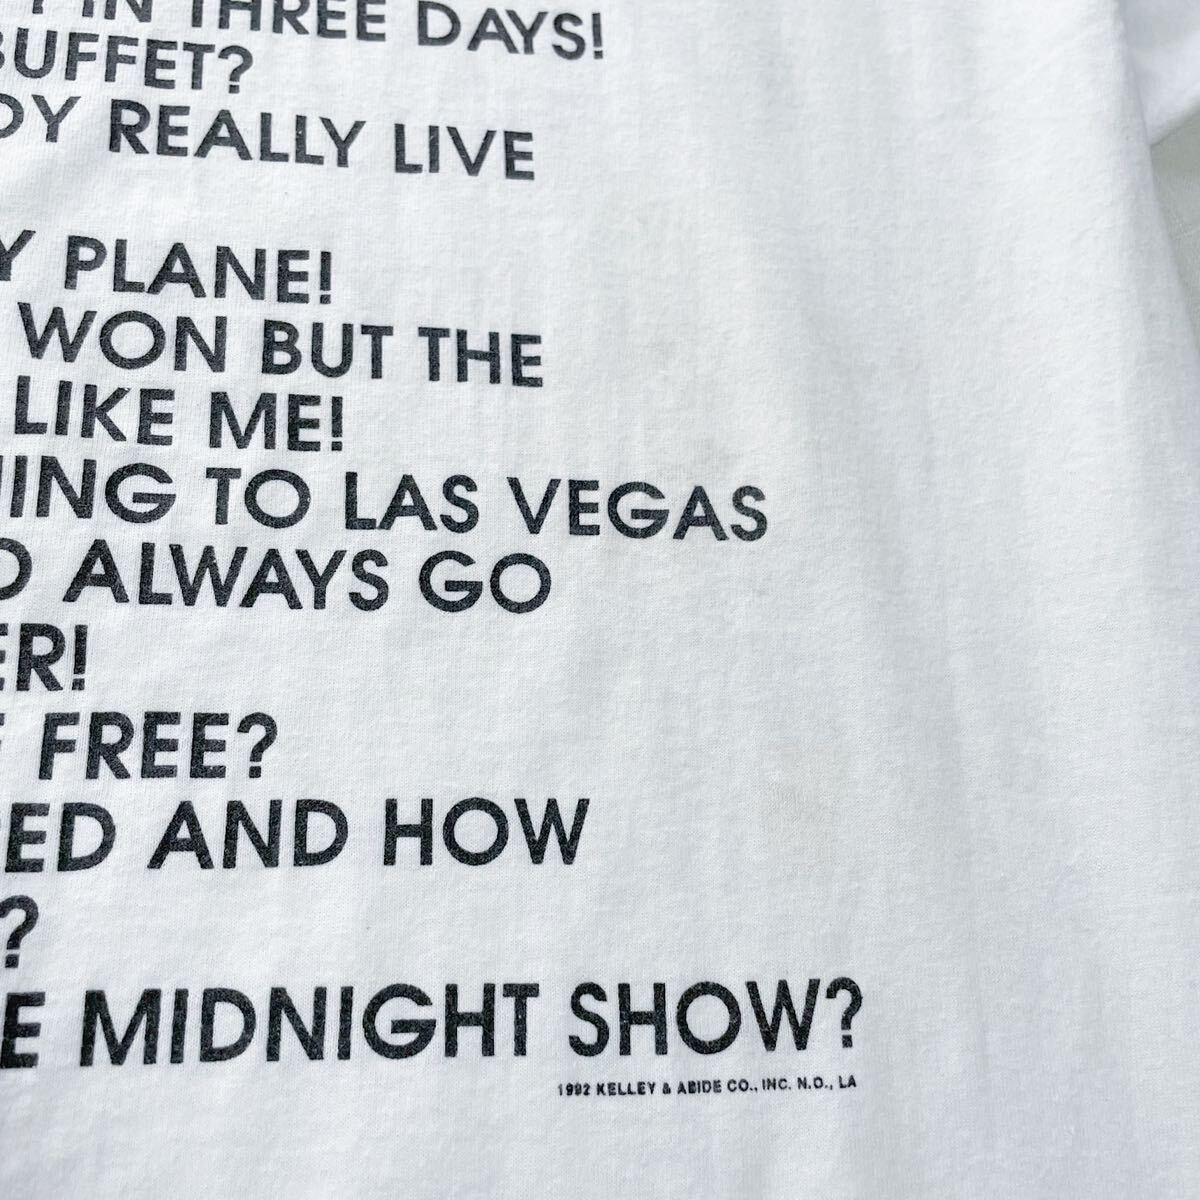 IN THREE DAYS!
BUFFET?
DY REALLY LIVE
Y PLANE!
WON BUT THE
LIKE ME!
ING TO LAS VEGAS
O ALWAYS GO
ER!
FREE?
ED AND HOW
?
E MIDNIGHT SHOW?
1992 KELLEY & ABIDE CO., INC. N.O., LA